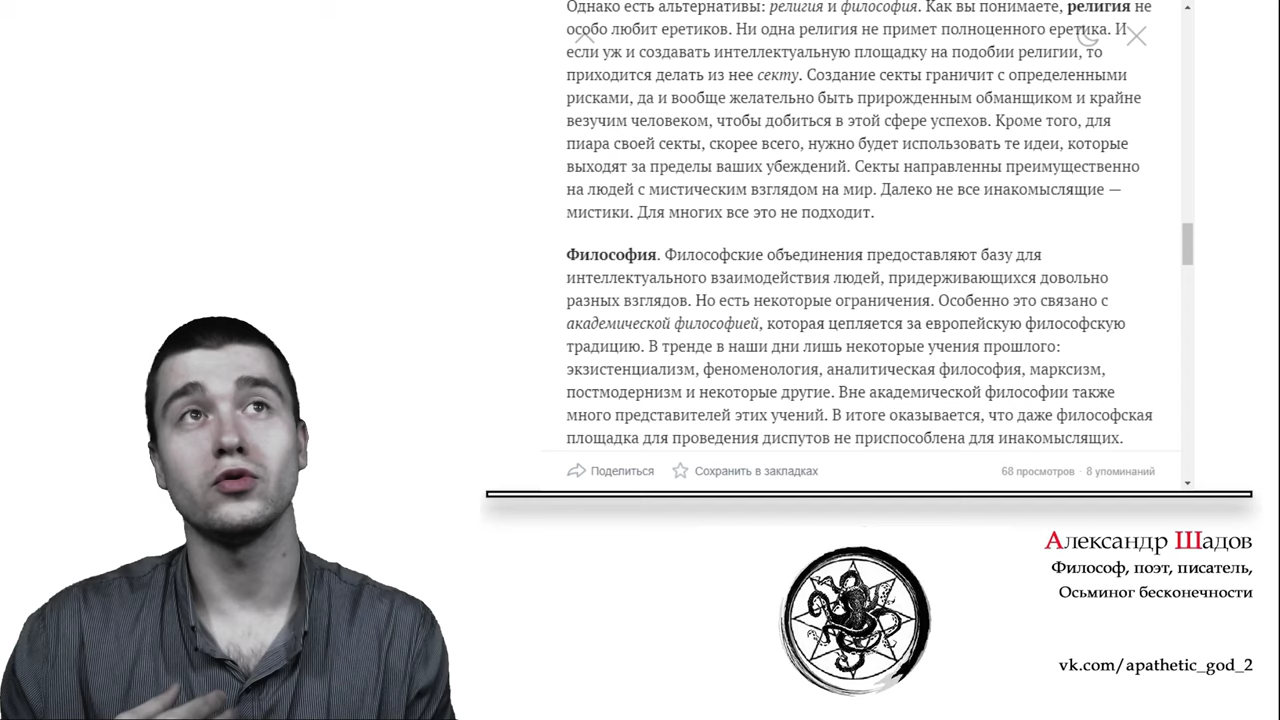 Однако есть альтернативы: религия и философия. Как вы понимаете, религия не
особо любит еретиков. Ни одна религия не примет полноценного еретика. И
если уж и создавать интеллектуальную площадку на подобии религии, то
приходится делать из нее секту. Создание секты граничит с определенными
рисками, да и вообще желательно быть прирожденным обманщиком и крайне
везучим человеком, чтобы добиться в этой сфере успехов. Кроме того, для
пиара своей секты, скорее всего, нужно будет использовать те идеи, которые
выходят за пределы ваших убеждений. Секты направленны преимущественно
на людей с мистическим взглядом на мир. Далеко не все инакомыслящие —
мистики. Для многих все это не подходит.
Философия. Философские объединения предоставляют базу для
интеллектуального взаимодействия людей, придерживающихся довольно
разных взглядов. Но есть некоторые ограничения. Особенно это связано с
академической философией, которая цепляется за европейскую философскую
традицию. В тренде в наши дни лишь некоторые учения прошлого:
экзистенциализм, феноменология, аналитическая философия, марксизм,
постмодернизм и некоторые другие. Вне академической философии также
много представителей этих учений. В итоге оказывается, что даже философская
площадка для проведения диспутов не приспособлена для инакомыслящих.
Поделиться Сохранить в закладках 68 просмотров · 8 упоминаний
Александр Шадов
Философ, поэт, писатель,
Осьминог бесконечности
vk.com/apathetic_god_2